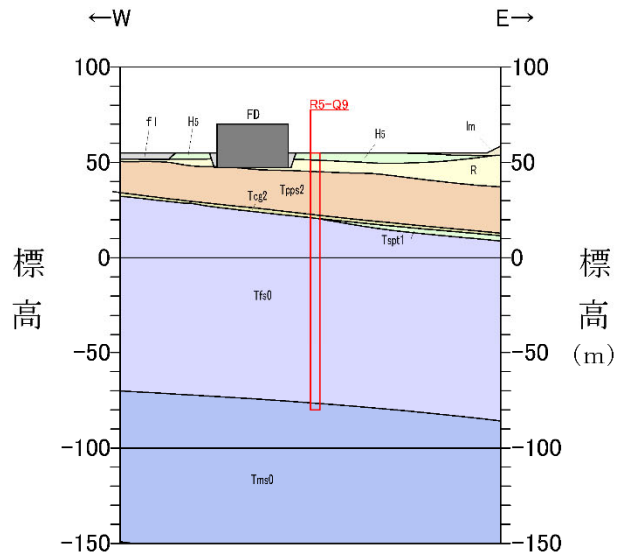 ←W
E→
100
100
R5-Q9
FD
lm
f l
H5
H5
50
50
R
Tcg2
Tpps2
Tspt1
0
0
標高
標高
(m)
Tfs0
-50
-50
-100
-100
Tms0
-150
-150